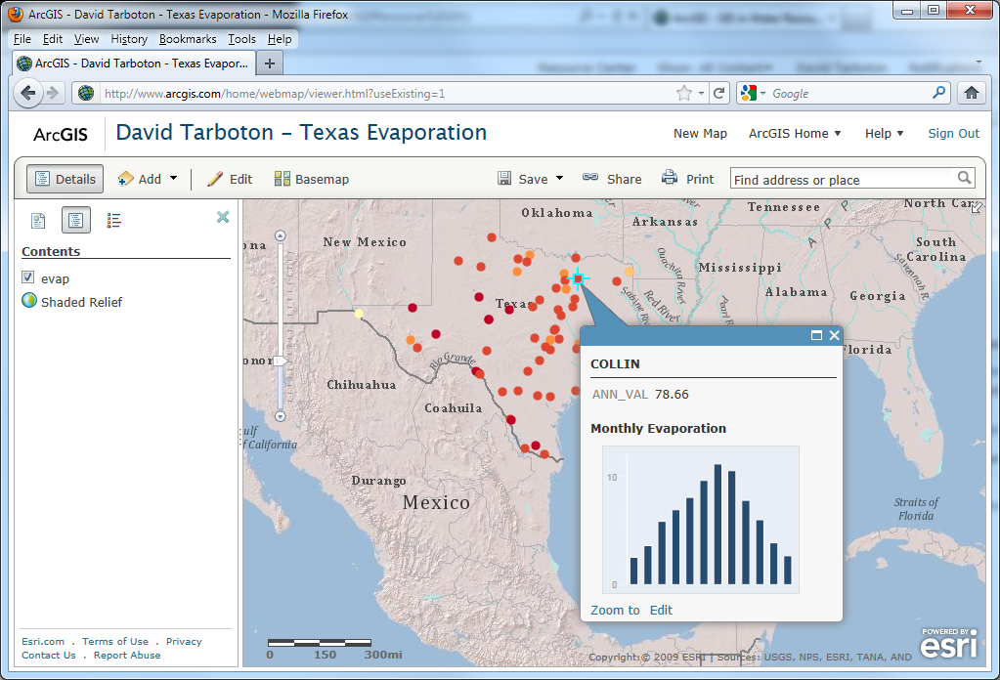 ArcGIS - David Tarboton - Texas Evaporation - Mozilla Firefox
File Edit View History Bookmarks Tools Help
ArcGIS - David Tarboton - Texas Evapor...
http://www.arcgis.com/home/webmap/viewer.html?useExisting=1
Google
ArcGIS
David Tarboton - Texas Evaporation
New Map ArcGIS Home Help Sign Out
Details Add Edit Basemap Save Share Print Find address or place
Contents
evap
Shaded Relief
Oklahoma
Tennessee
North Car
Arkansas
New Mexico
South
Carolina
Ouachita River
Mississippi
Savannah R.
Alabama
Georgia
Texas
Sabine River
Red River
Pearl R
Florida
Rio Grande
Chihuahua
Coahuila
ulf
f California
Durango
Mexico
Straits of
Florida
COLLIN
ANN_VAL 78.66
Monthly Evaporation
10
0
Zoom to Edit
Esri.com . Terms of Use . Privacy
Contact Us . Report Abuse
0 150 300mi
Copyright:© 2009 ESRI | Sources: USGS, NPS, ESRI, TANA, AND
POWERED BY
esri